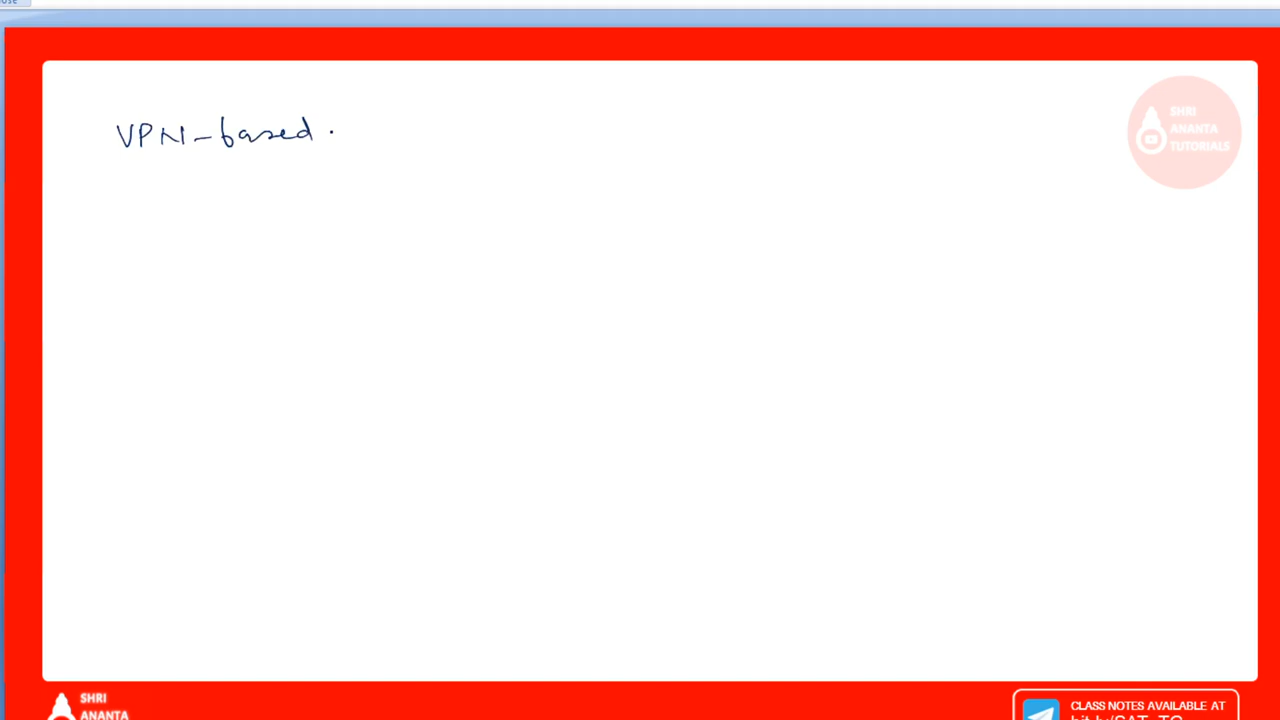 SHRI
ANANTA
TUTORIALS
VPN-based
SHRI
ANANTA
CLASS NOTES AVAILABLE AT